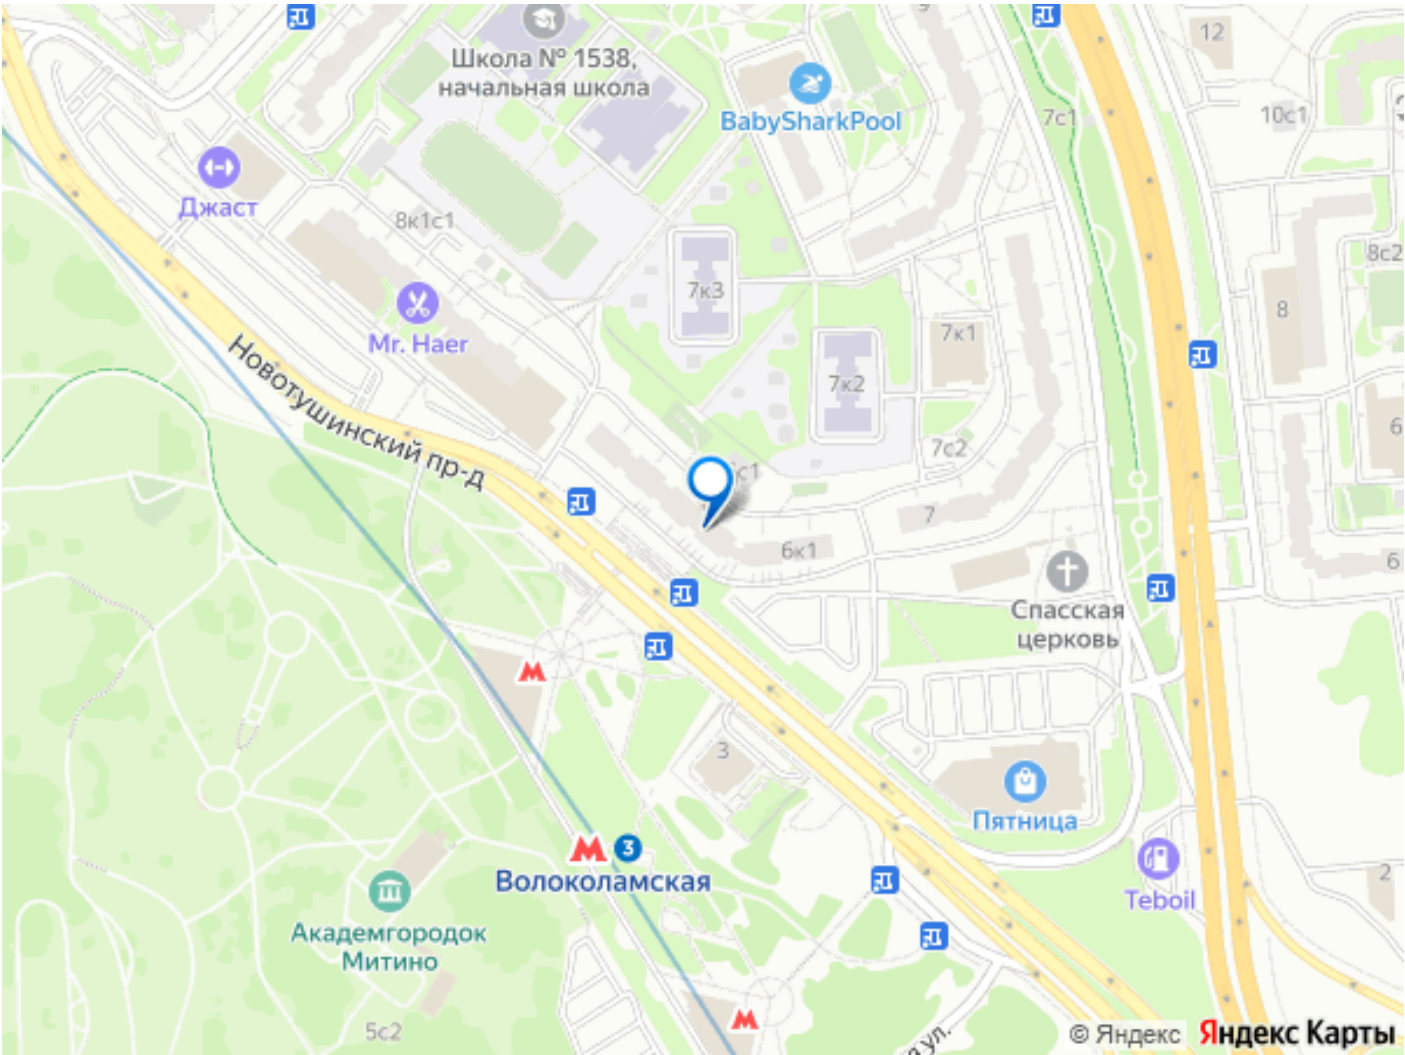 12
Школа № 1538,
начальная школа
BabySharkPool
7с1
10с1
Джаст
8к1с1
8с2
7к3
Mr. Haer
8
7к1
Новотушинский пр-д
7к2
6
7с2
с1
7
6к1
6
Спасская
церковь
3
Пятница
3
Волоколамская
2
Teboil
Академгородок
Митино
5с2
ул.
© Яндекс Яндекс Карты